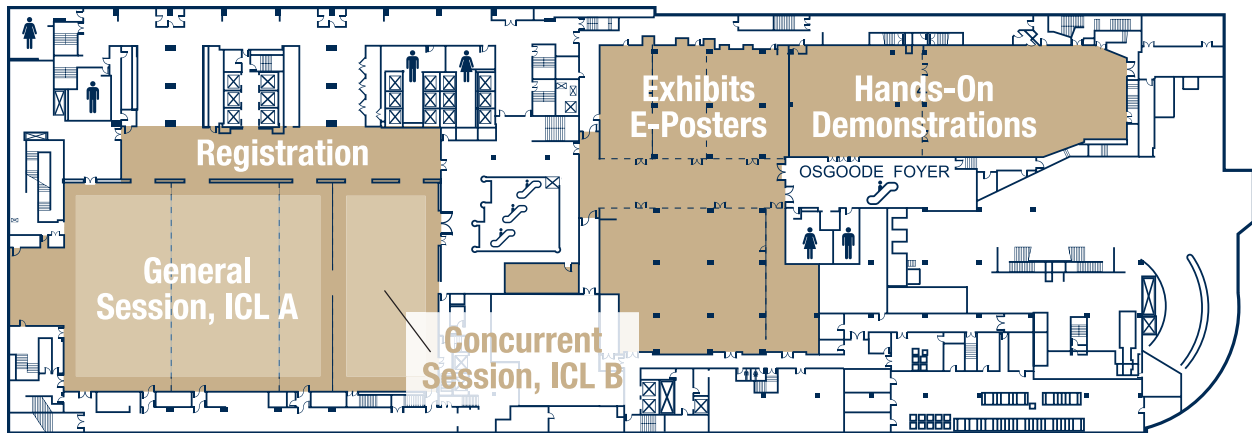 Exhibits
E-Posters
Hands-On
Demonstrations
Registration
OSGOODE FOYER
General
Session, ICL A
Concurrent
Session, ICL B